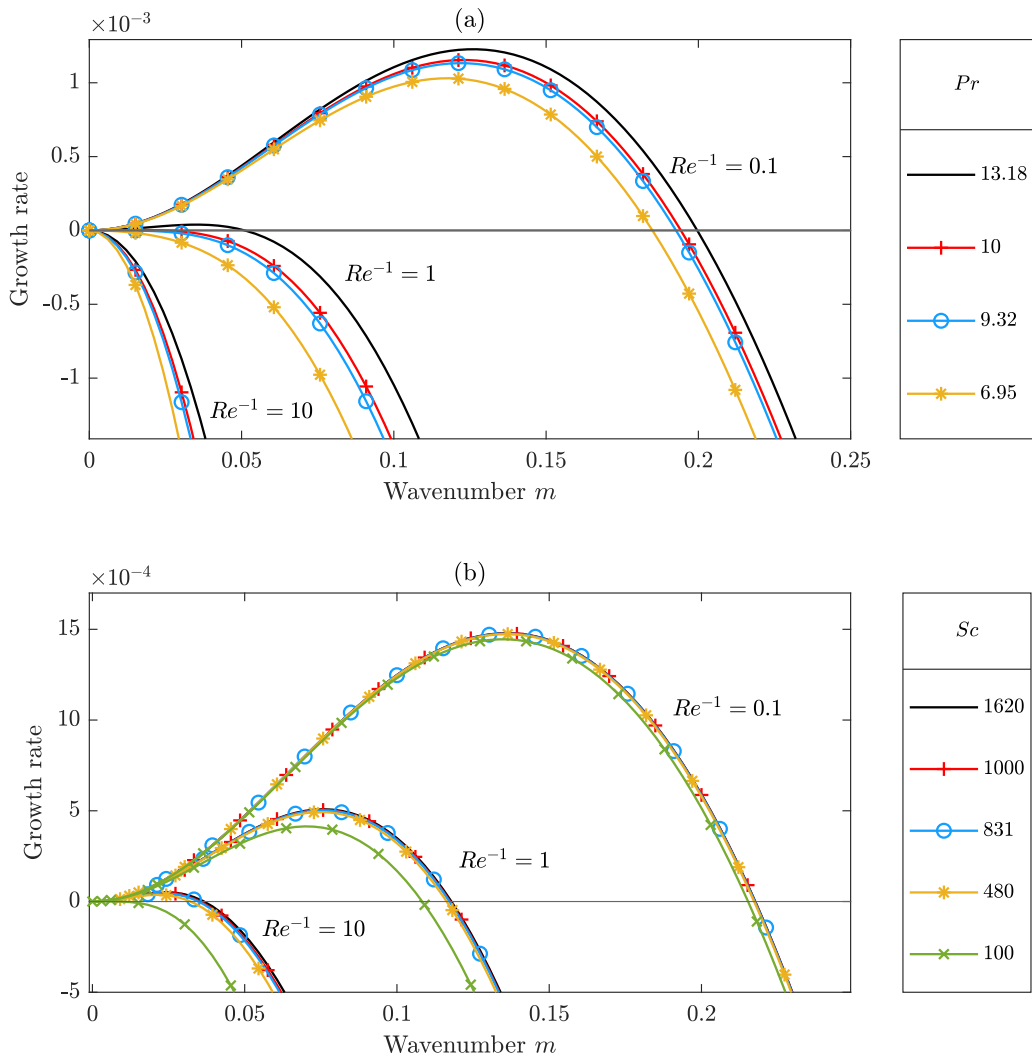 ×10⁻³
(a)
1
0.5
0
-0.5
-1
Growth rate
Re⁻¹ = 0.1
Re⁻¹ = 1
Re⁻¹ = 10
0 0.05 0.1 0.15 0.2 0.25
Wavenumber m
Pr
13.18
10
9.32
6.95
×10⁻⁴
(b)
15
10
5
0
-5
Growth rate
Re⁻¹ = 0.1
Re⁻¹ = 1
Re⁻¹ = 10
0 0.05 0.1 0.15 0.2
Wavenumber m
Sc
1620
1000
831
480
100